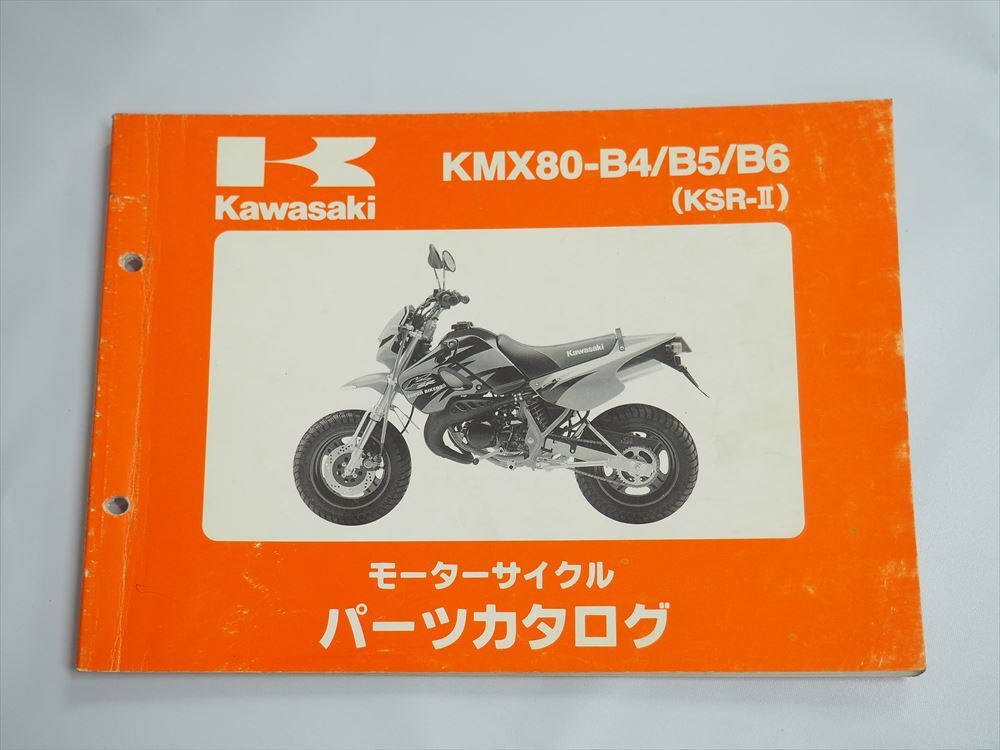 Kawasaki
KMX80-B4/B5/B6
(KSR-Ⅱ)
Kawasaki
モーターサイクル
パーツカタログ